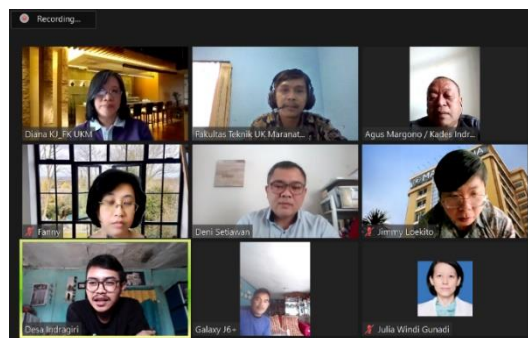 Recording...
Diana KJ_FK UKM
Fakultas Teknik UK Maranat...
Agus Margono / Kades Indr...
Fanny
Deni Setiawan
Jimmy Loekito
Desa Indragiri
Galaxy J6+
Julia Windi Gunadi